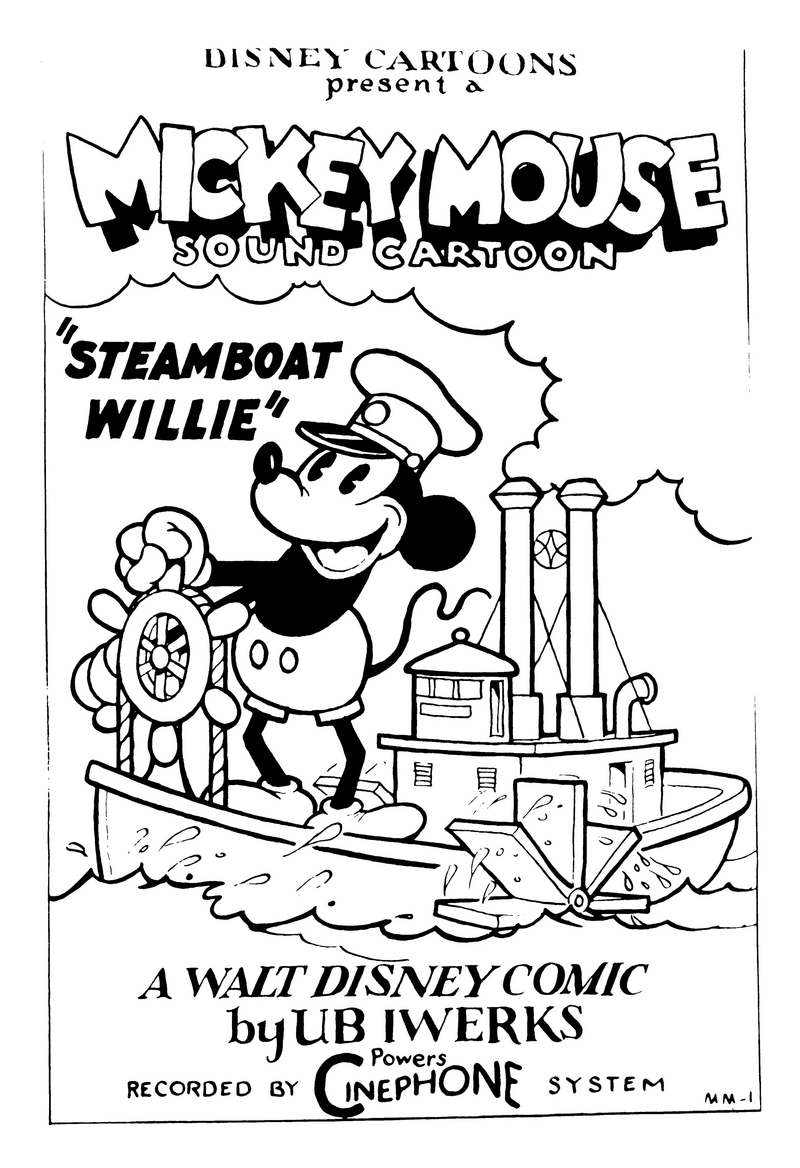 DISNEY CARTOONS
present a
MICKEY MOUSE
SOUND CARTOON
"STEAMBOAT
WILLIE"
A WALT DISNEY COMIC
by UB IWERKS
Powers
RECORDED BY CINEPHONE SYSTEM
MM-1